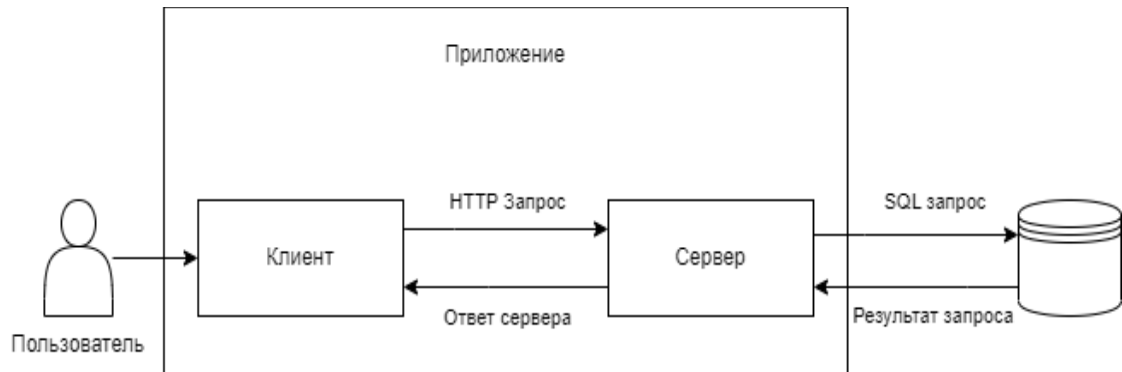 Приложение
HTTP Запрос
SQL запрос
Клиент
Сервер
Ответ сервера
Результат запроса
Пользователь